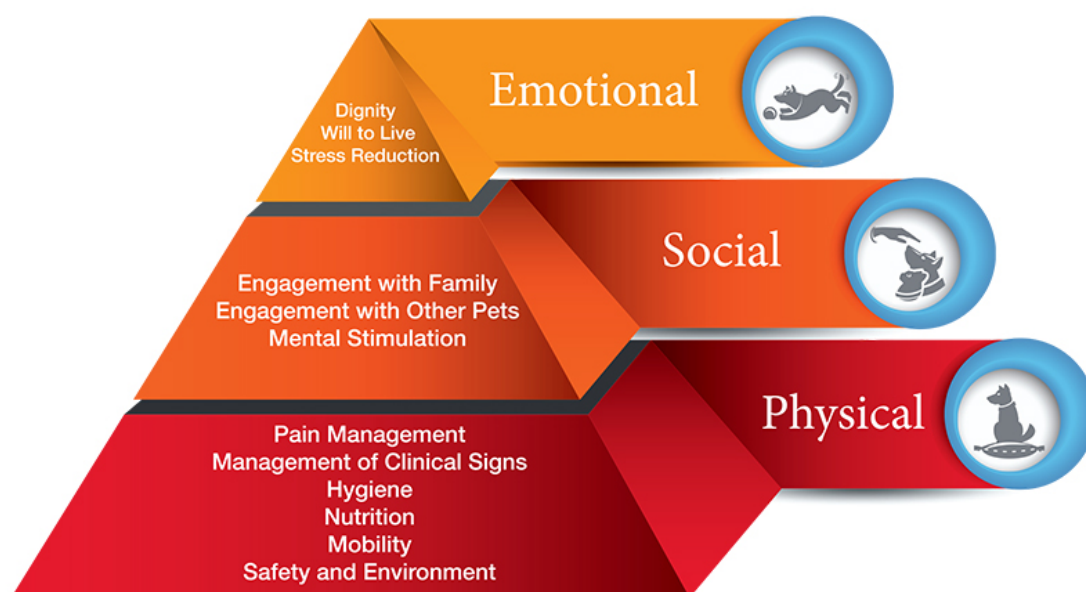 Emotional
Dignity
Will to Live
Stress Reduction
Social
Engagement with Family
Engagement with Other Pets
Mental Stimulation
Physical
Pain Management
Management of Clinical Signs
Hygiene
Nutrition
Mobility
Safety and Environment